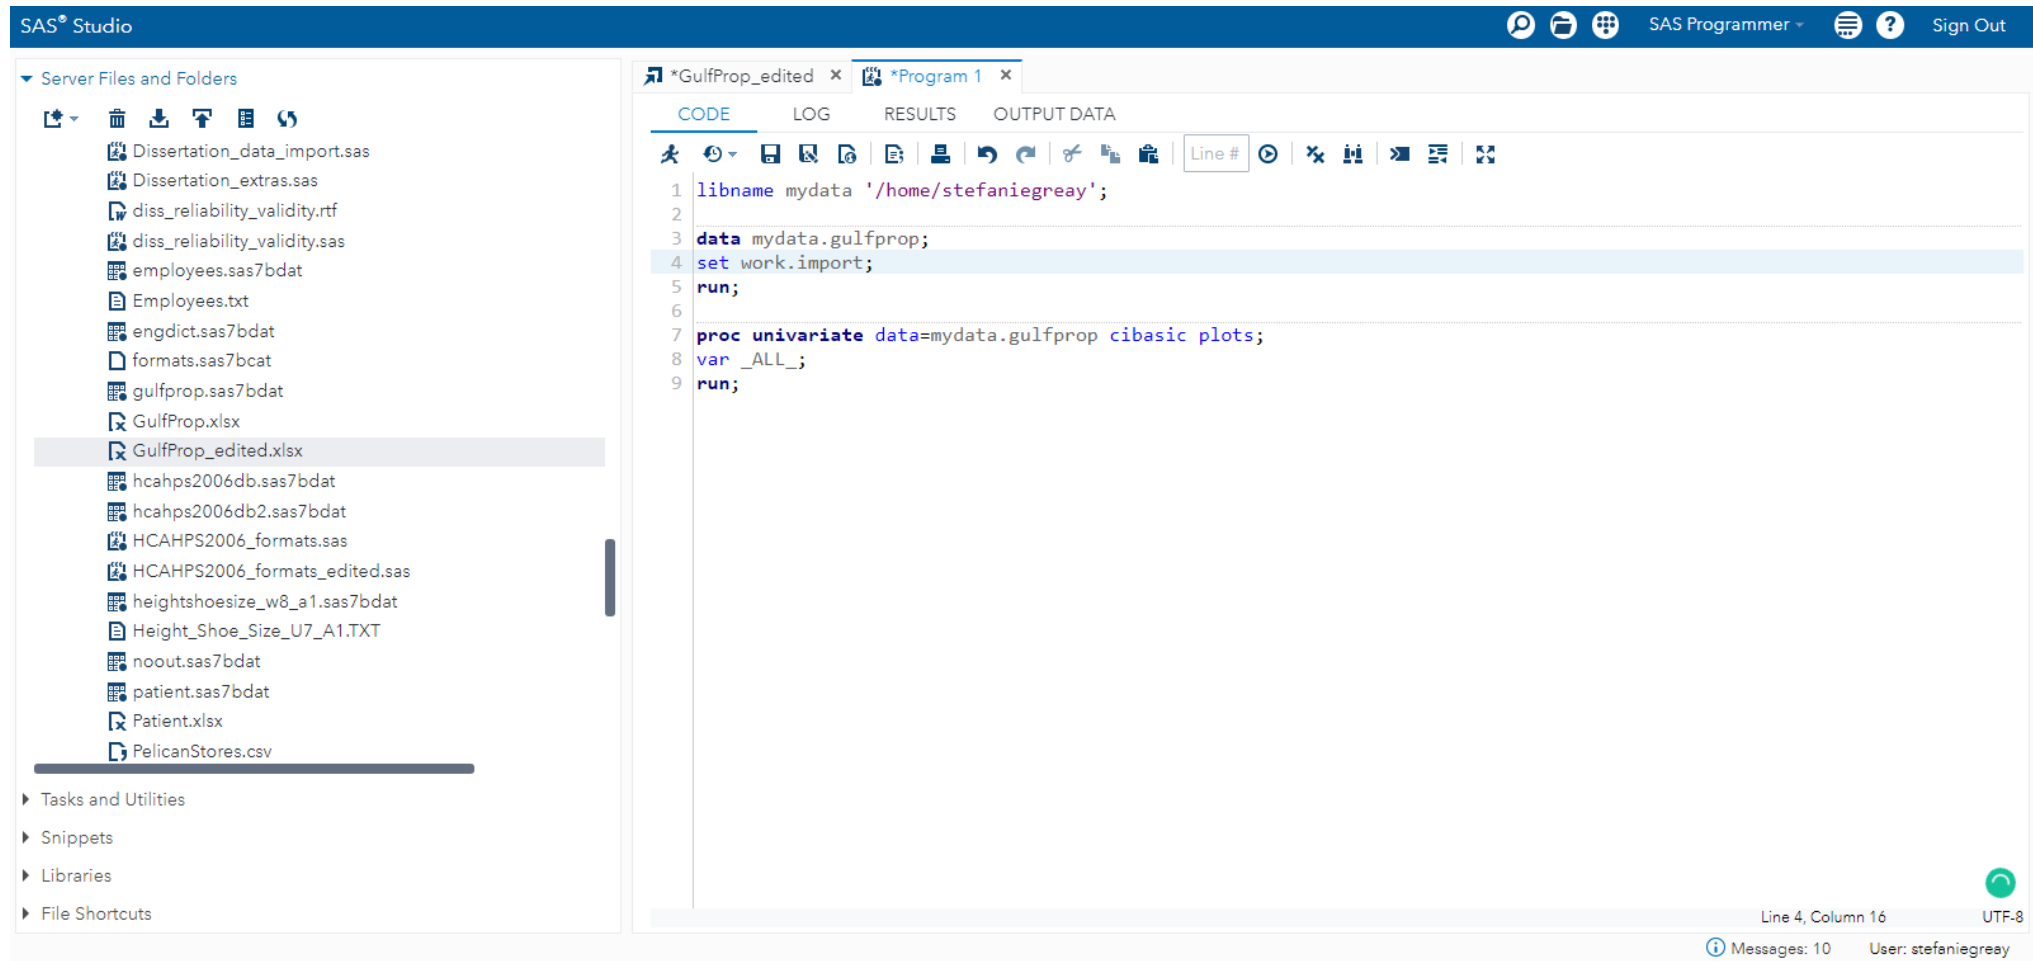 SAS® Studio
SAS Programmer
Sign Out
Server Files and Folders
Dissertation_data_import.sas
Dissertation_extras.sas
diss_reliability_validity.rtf
diss_reliability_validity.sas
employees.sas7bdat
Employees.txt
engdict.sas7bdat
formats.sas7bcat
gulfprop.sas7bdat
GulfProp.xlsx
GulfProp_edited.xlsx
hcahps2006db.sas7bdat
hcahps2006db2.sas7bdat
HCAHPS2006_formats.sas
HCAHPS2006_formats_edited.sas
heightshoesize_w8_a1.sas7bdat
Height_Shoe_Size_U7_A1.TXT
noout.sas7bdat
patient.sas7bdat
Patient.xlsx
PelicanStores.csv
Tasks and Utilities
Snippets
Libraries
File Shortcuts
*GulfProp_edited
*Program 1
CODE LOG RESULTS OUTPUT DATA
Line #
1 libname mydata '/home/stefaniegreay';
2
3 data mydata.gulfprop;
4 set work.import;
5 run;
6
7 proc univariate data=mydata.gulfprop cibasic plots;
8 var _ALL_;
9 run;
Line 4, Column 16
UTF-8
Messages: 10
User: stefaniegreay